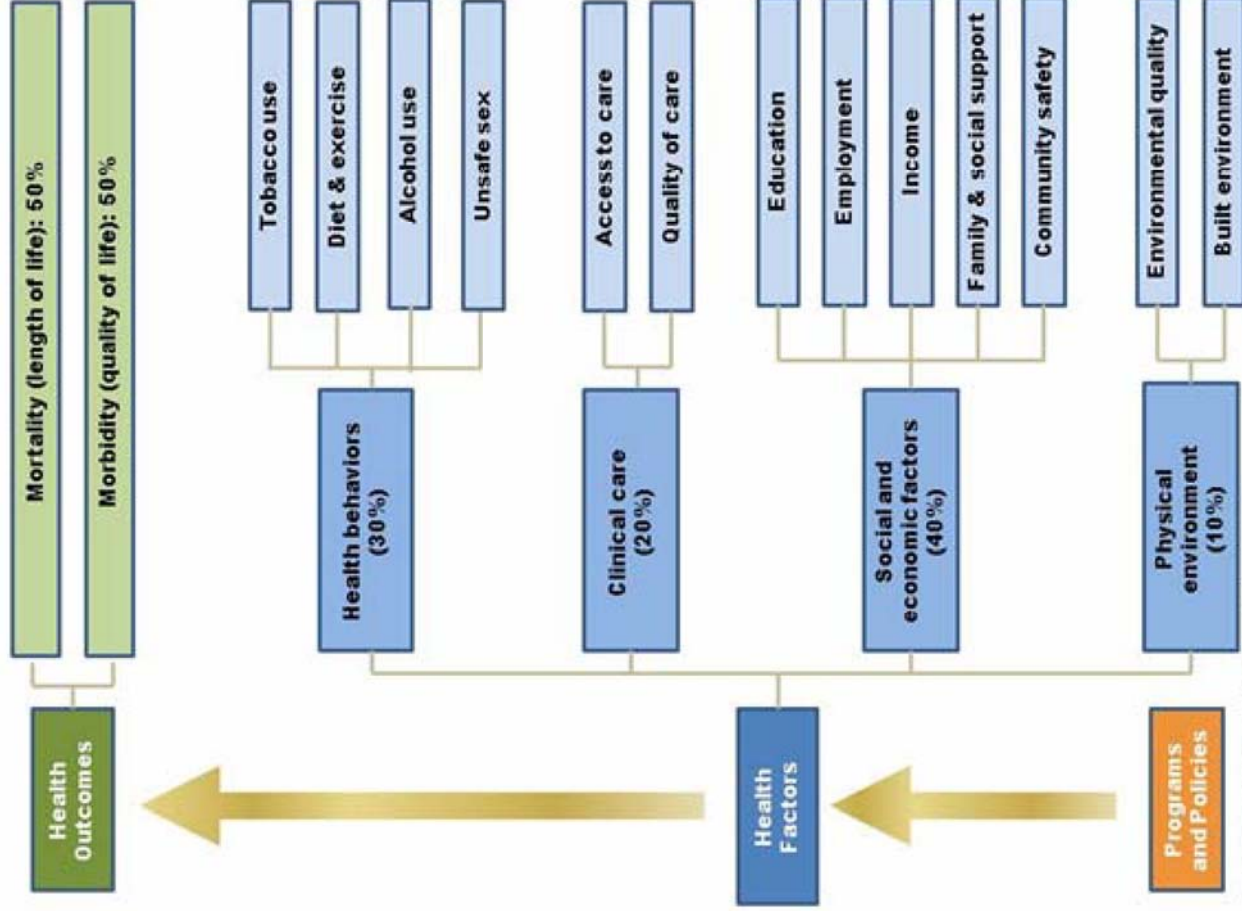 Health
Outcomes
Mortality (length of life): 50%
Morbidity (quality of life): 50%
Health
Factors
Health behaviors
(30%)
Tobacco use
Diet & exercise
Alcohol use
Unsafe sex
Clinical care
(20%)
Access to care
Quality of care
Social and
economic factors
(40%)
Education
Employment
Income
Family & social support
Community safety
Physical
environment
(10%)
Environmental quality
Built environment
Programs
and Policies